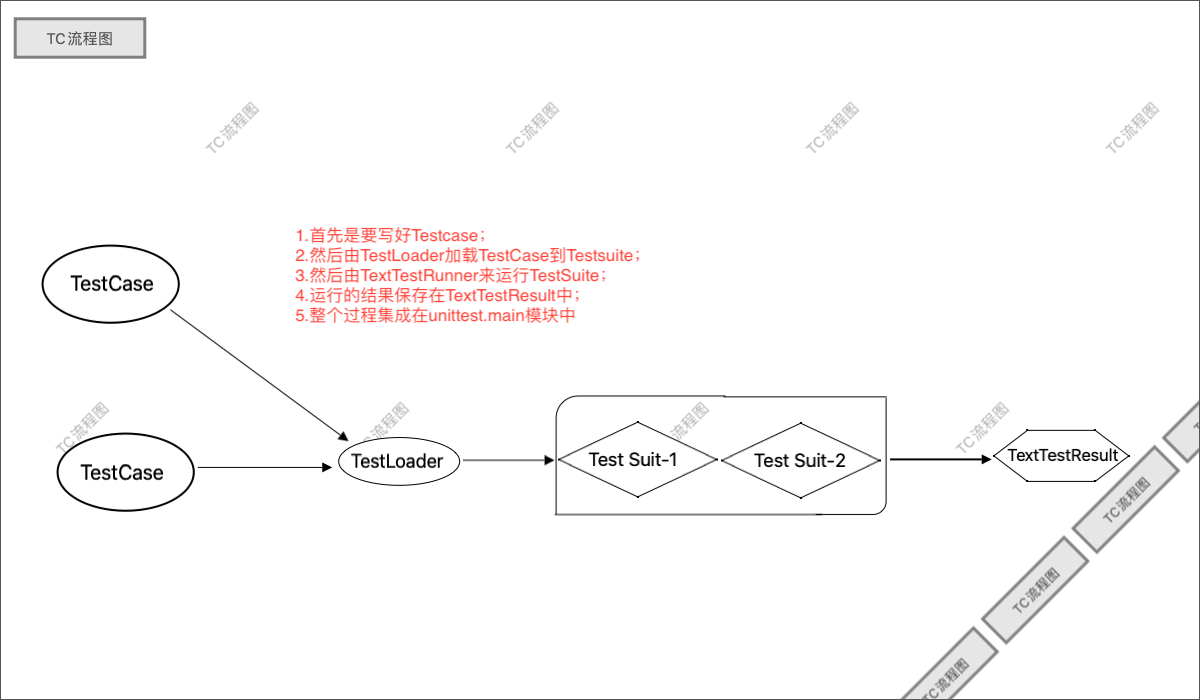 TC流程图
TC流程图
TC流程图
TC流程图
TC流程图
1.首先是要写好Testcase；
2.然后由TestLoader加载TestCase到Testsuite；
3.然后由TextTestRunner来运行TestSuite；
4.运行的结果保存在TextTestResult中；
5.整个过程集成在unittest.main模块中
TestCase
TC流程图
TC流程图
TC流程图
TC流程图
TestCase
TestLoader
Test Suit-1
Test Suit-2
TextTestResult
TC流程图
TC流程图
TC流程图